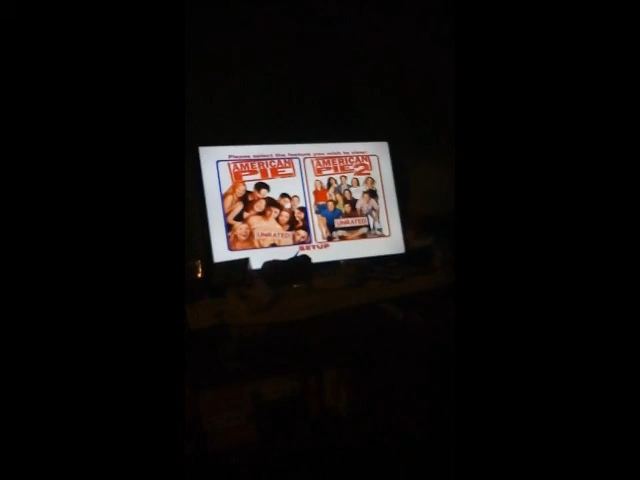 Please select the feature you wish to view:
AMERICAN
PIE
UNRATED
AMERICAN
PIE 2
UNRATED
SETUP